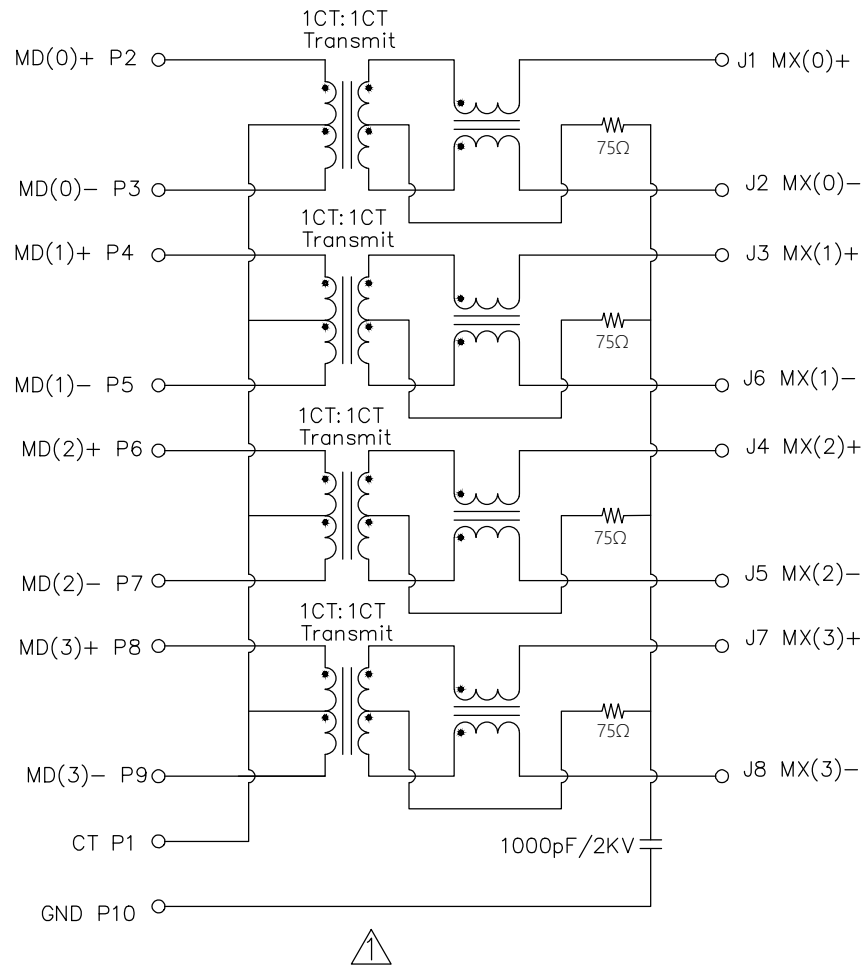 1CT:1CT
Transmit
MD(0)+ P2
J1 MX(0)+
75Ω
MD(0)- P3
J2 MX(0)-
1CT:1CT
Transmit
MD(1)+ P4
J3 MX(1)+
75Ω
MD(1)- P5
J6 MX(1)-
1CT:1CT
Transmit
MD(2)+ P6
J4 MX(2)+
75Ω
MD(2)- P7
J5 MX(2)-
1CT:1CT
Transmit
MD(3)+ P8
J7 MX(3)+
75Ω
MD(3)- P9
J8 MX(3)-
CT P1
1000pF/2KV
GND P10
1